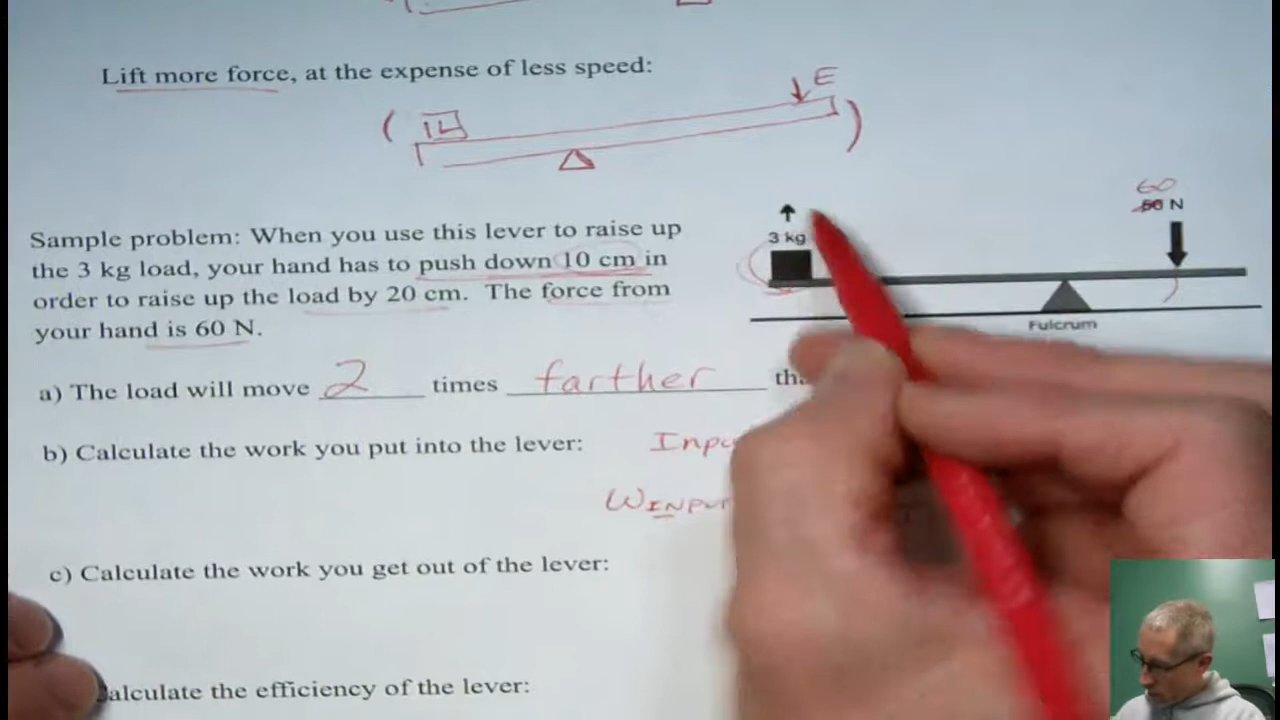 Lift more force, at the expense of less speed:
E
Sample problem: When you use this lever to raise up
the 3 kg load, your hand has to push down 10 cm in
order to raise up the load by 20 cm. The force from
your hand is 60 N.
60
50 N
3 kg
Fulcrum
a) The load will move 2 times farther
b) Calculate the work you put into the lever:
WINPUT
c) Calculate the work you get out of the lever:
alculate the efficiency of the lever: